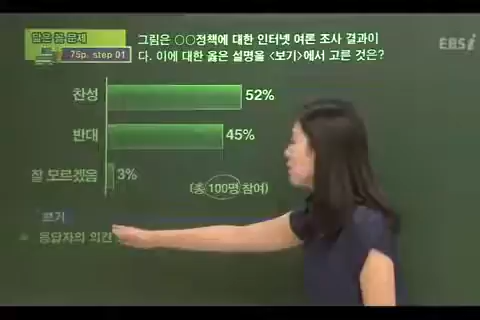 닮은 꼴 문제
75p. step 01
그림은 ○○정책에 대한 인터넷 여론 조사 결과이
다. 이에 대한 옳은 설명을 <보기>에서 고른 것은?
EBSi
찬성 52%
반대 45%
잘 모르겠음 3%
(총 100명 참여)
보기
응답자의 의견